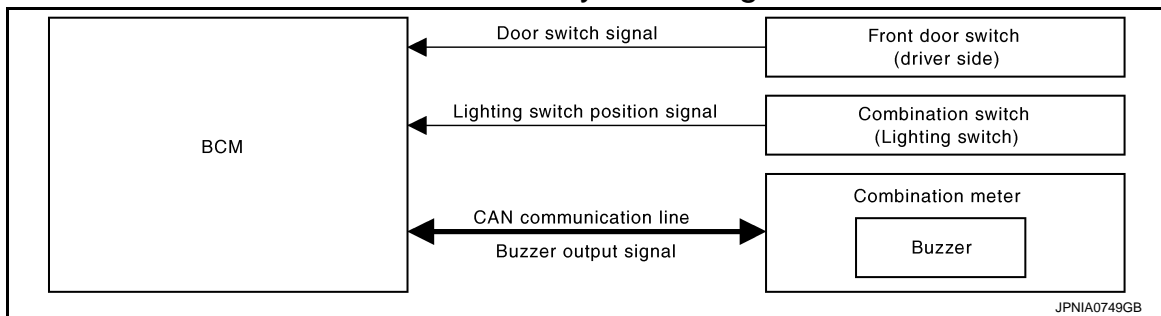 Door switch signal
Front door switch
(driver side)
Lighting switch position signal
Combination switch
(Lighting switch)
BCM
Combination meter
CAN communication line
Buzzer output signal
Buzzer
JPNIA0749GB